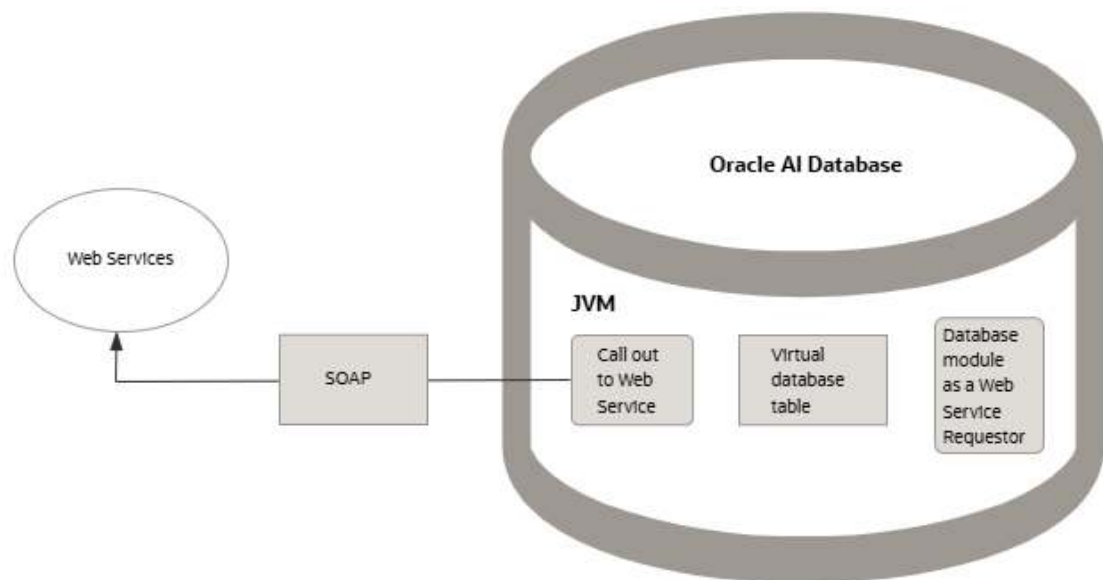 Oracle AI Database
Web Services
JVM
SOAP
Call out
to Web
Service
Virtual
database
table
Database
module
as a Web
Service
Requestor